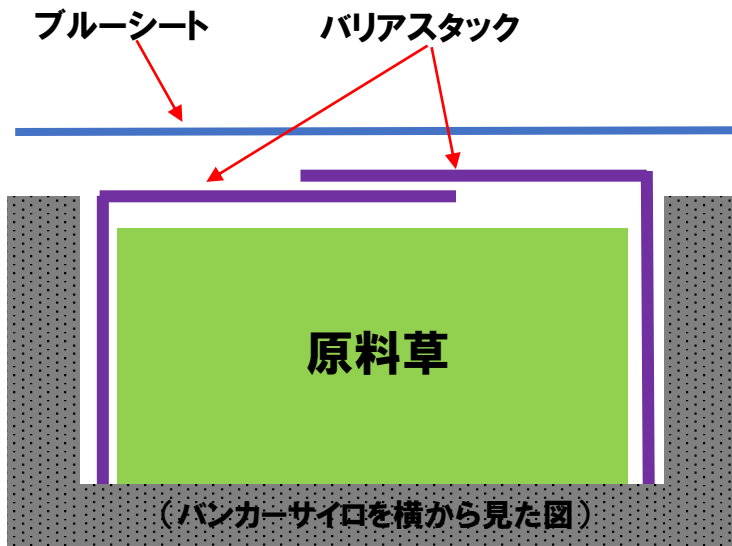 ブルーシート
バリアスタック
原料草
（バンカーサイロを横から見た図）